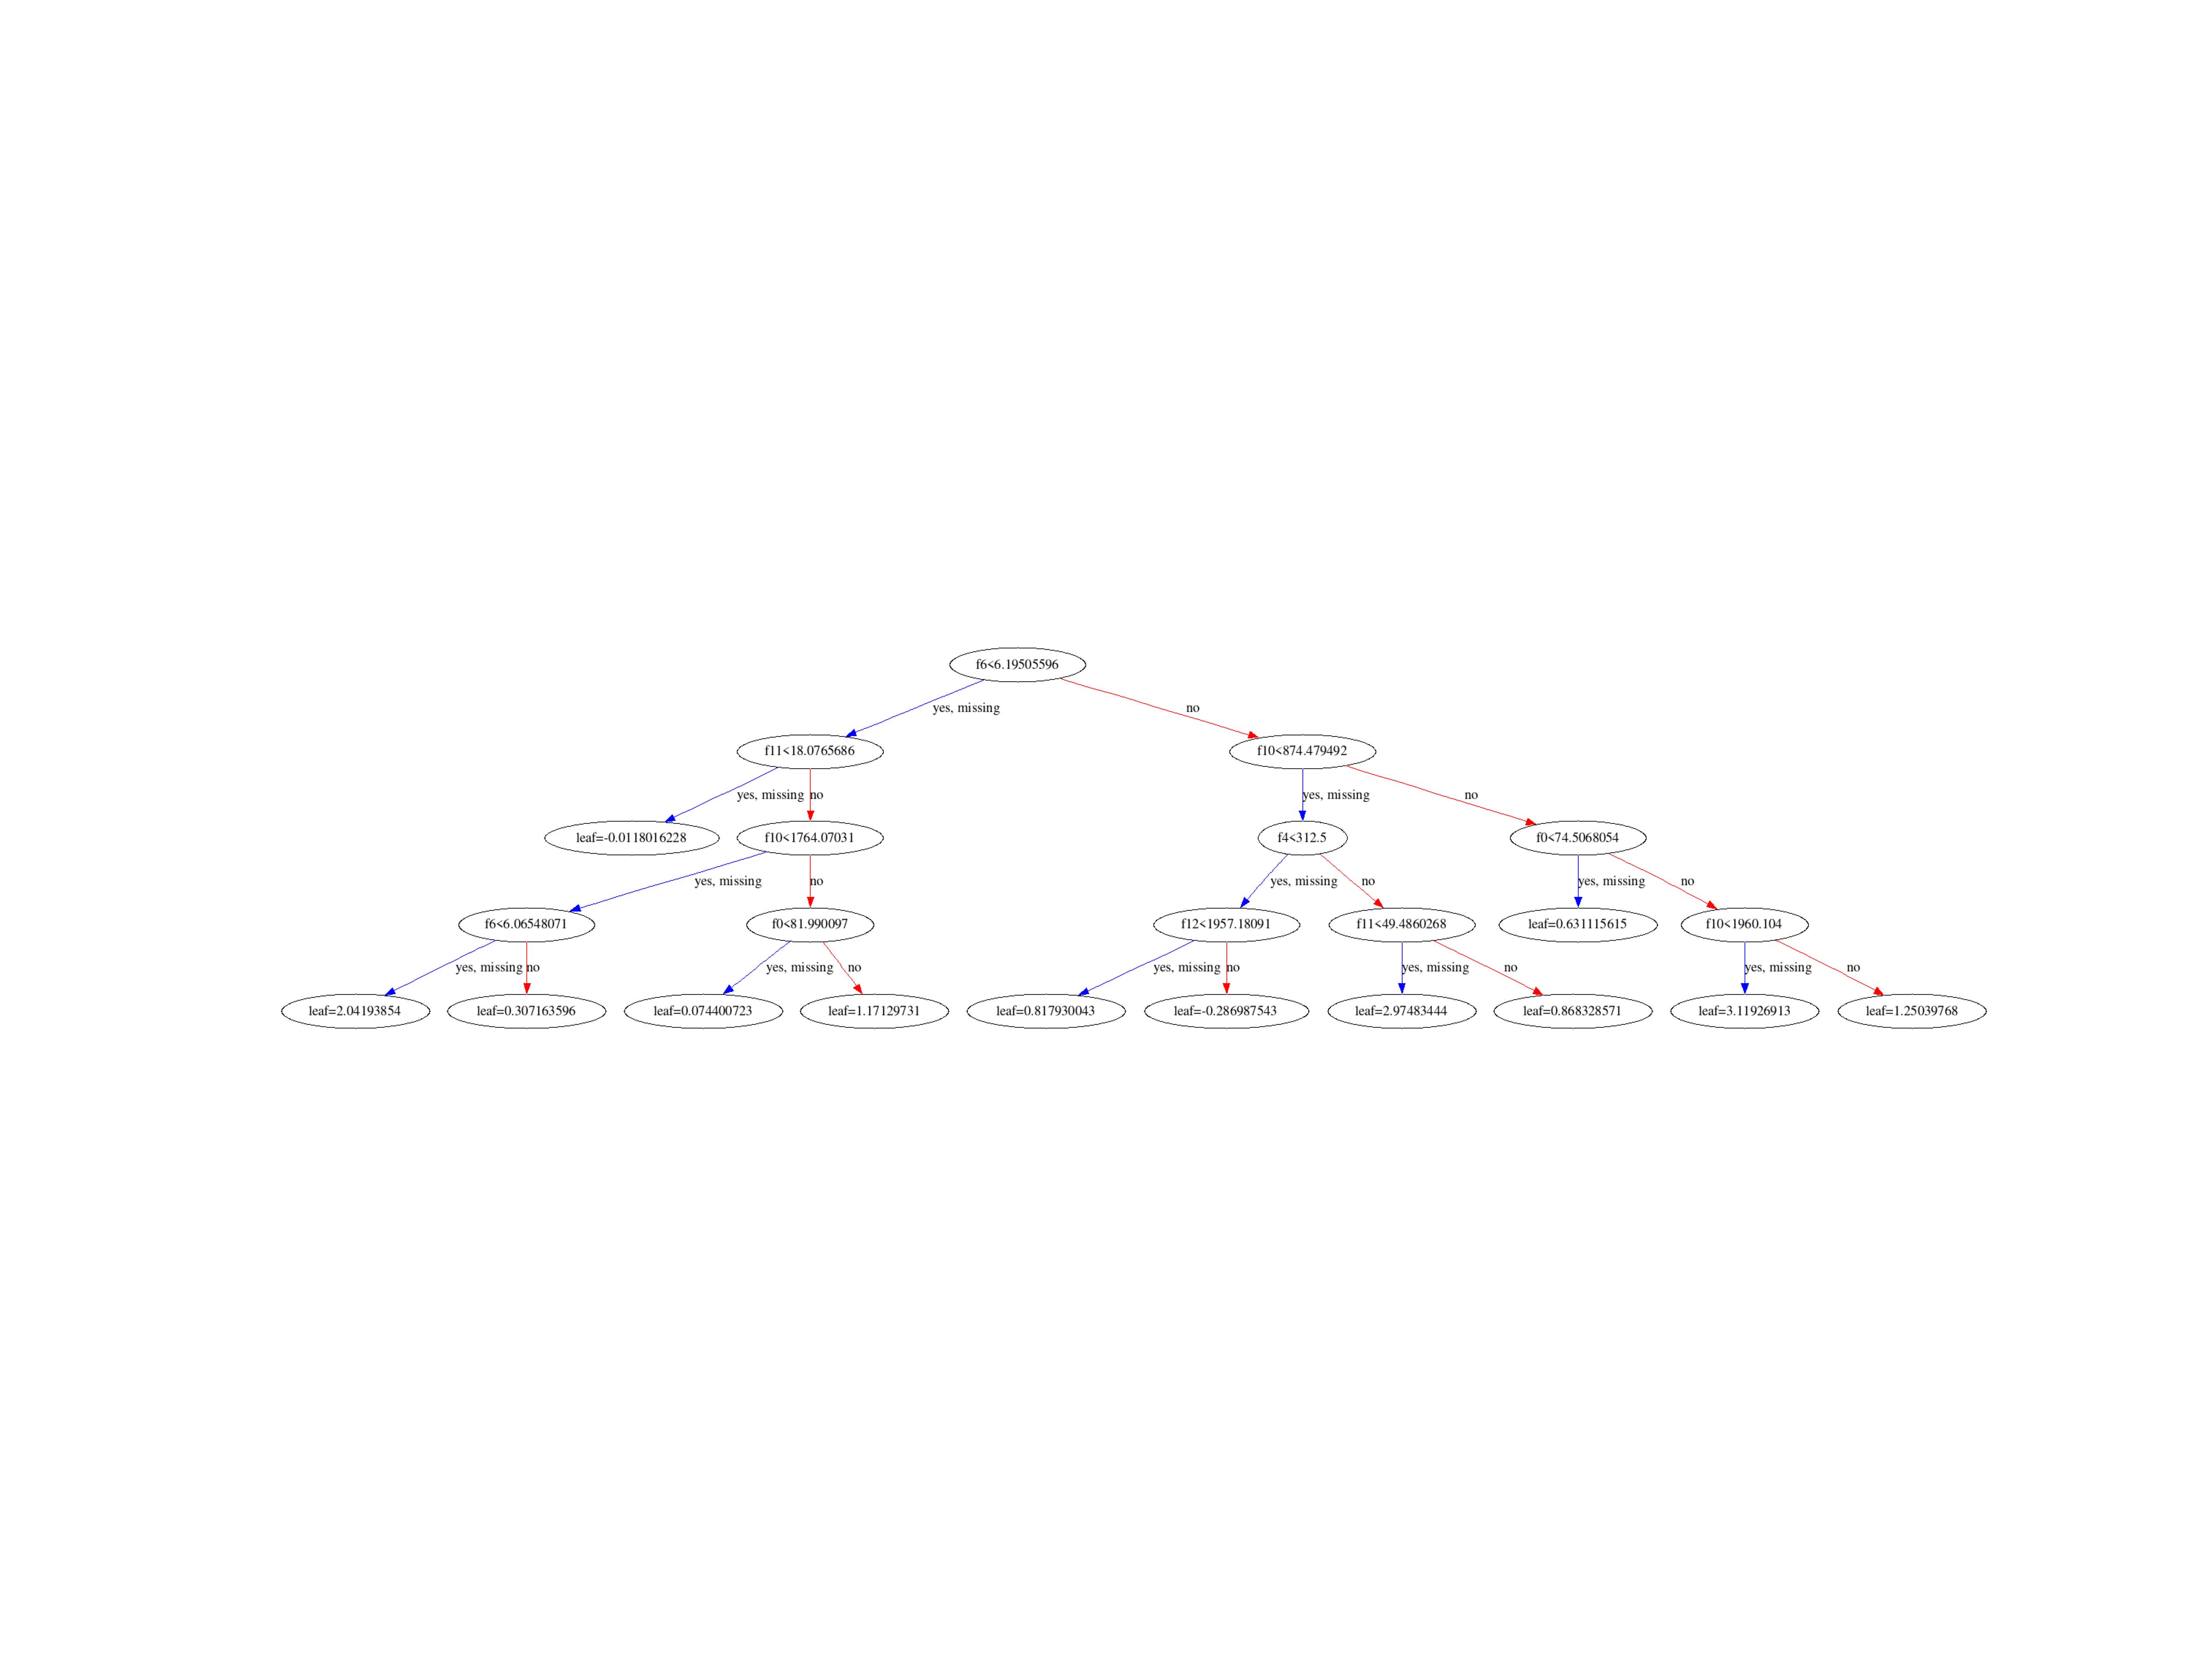 f6<6.19505596
yes, missing
no
f11<18.0765686
f10<874.479492
yes, missing
no
yes, missing
no
leaf=-0.0118016228
f10<1764.07031
f4<312.5
f0<74.5068054
yes, missing
no
yes, missing
no
yes, missing
no
f6<6.06548071
f0<81.990097
f12<1957.18091
f11<49.4860268
leaf=0.631115615
f10<1960.104
yes, missing
no
yes, missing
no
yes, missing
no
yes, missing
no
yes, missing
no
leaf=2.04193854
leaf=0.307163596
leaf=0.074400723
leaf=1.17129731
leaf=0.817930043
leaf=-0.286987543
leaf=2.97483444
leaf=0.868328571
leaf=3.11926913
leaf=1.25039768